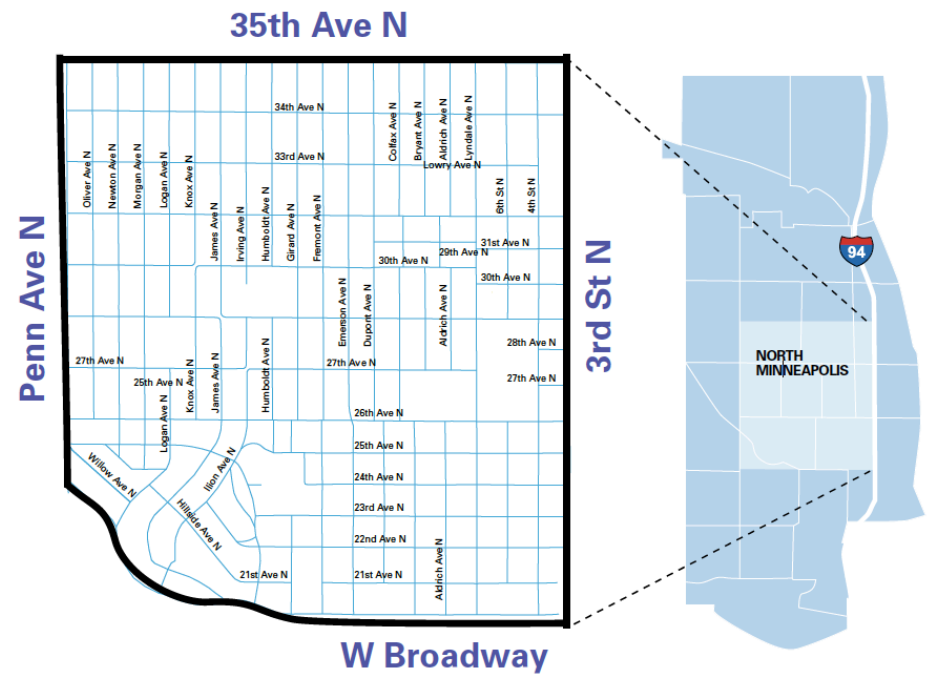 35th Ave N
34th Ave N
Colfax Ave N
Bryant Ave N
Aldrich Ave N
Lyndale Ave N
33rd Ave N
Lowry Ave N
Oliver Ave N
Newton Ave N
Morgan Ave N
Logan Ave N
Knox Ave N
6th St N
4th St N
James Ave N
Irving Ave N
Humboldt Ave N
Girard Ave N
Fremont Ave N
31st Ave N
29th Ave N
30th Ave N
30th Ave N
Penn Ave N
3rd St N
94
Emerson Ave N
Dupont Ave N
Aldrich Ave N
28th Ave N
27th Ave N
27th Ave N
27th Ave N
NORTH
MINNEAPOLIS
25th Ave N
Knox Ave N
James Ave N
Humboldt Ave N
Logan Ave N
26th Ave N
25th Ave N
Willow Ave N
Ilion Ave N
24th Ave N
23rd Ave N
Hillside Ave N
22nd Ave N
21st Ave N
21st Ave N
Aldrich Ave N
W Broadway